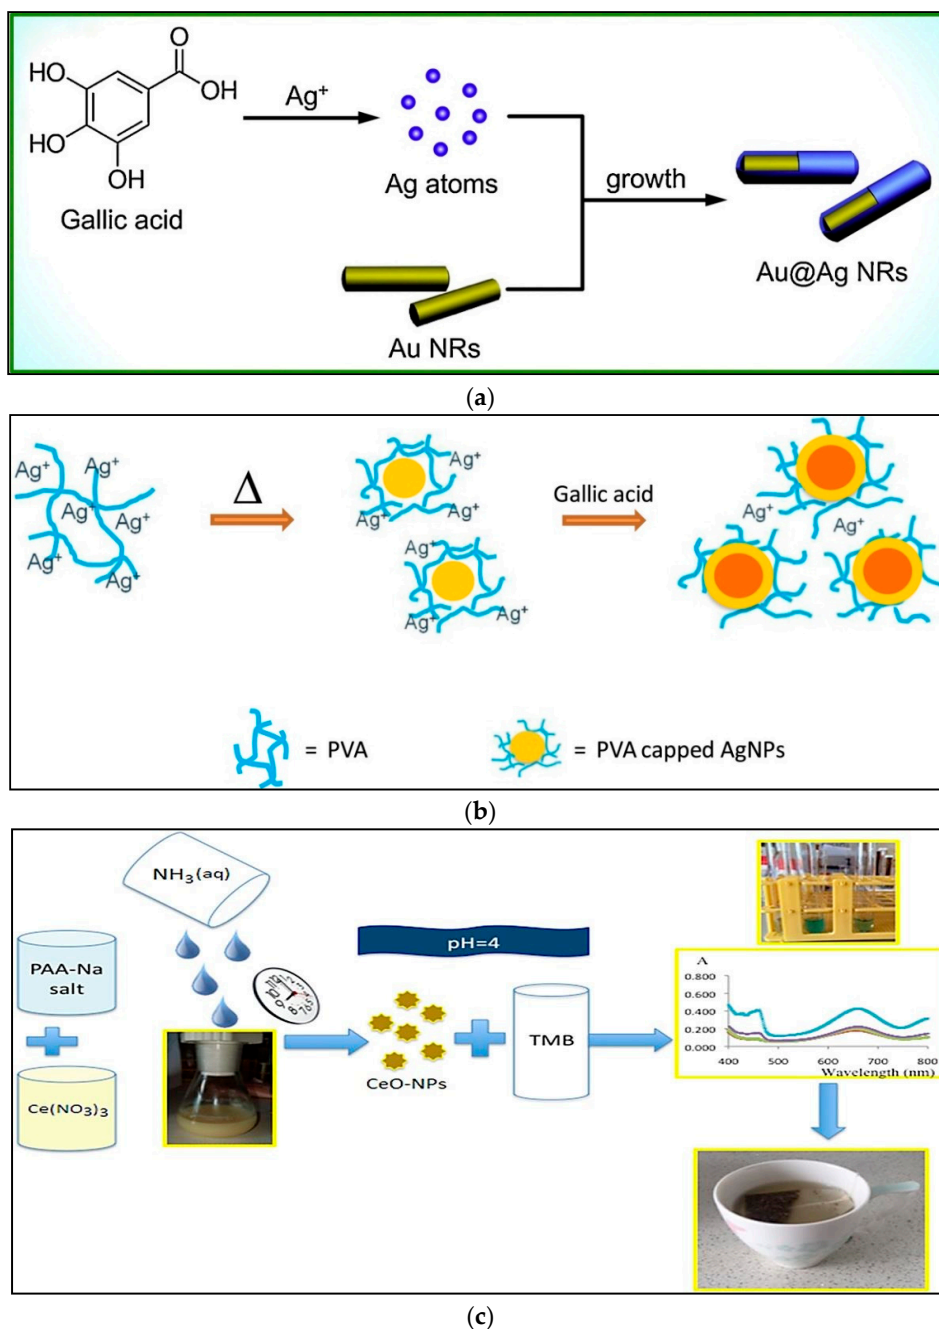 O
HO
OH
HO
OH
Gallic acid
Ag⁺
Ag atoms
growth
Au NRs
Au@Ag NRs
(a)
Ag⁺
Ag⁺
Ag⁺
Ag⁺
Ag⁺
Ag⁺
Δ
Ag⁺
Ag⁺
Ag⁺
Ag⁺
Ag⁺
Ag⁺
Gallic acid
Ag⁺
Ag⁺
= PVA
= PVA capped AgNPs
(b)
NH₃(aq)
PAA-Na
salt
Ce(NO₃)₃
pH=4
CeO-NPs
TMB
A
0.800
0.600
0.400
0.200
0.000
400 500 600 700 800
Wavelength (nm)
(c)